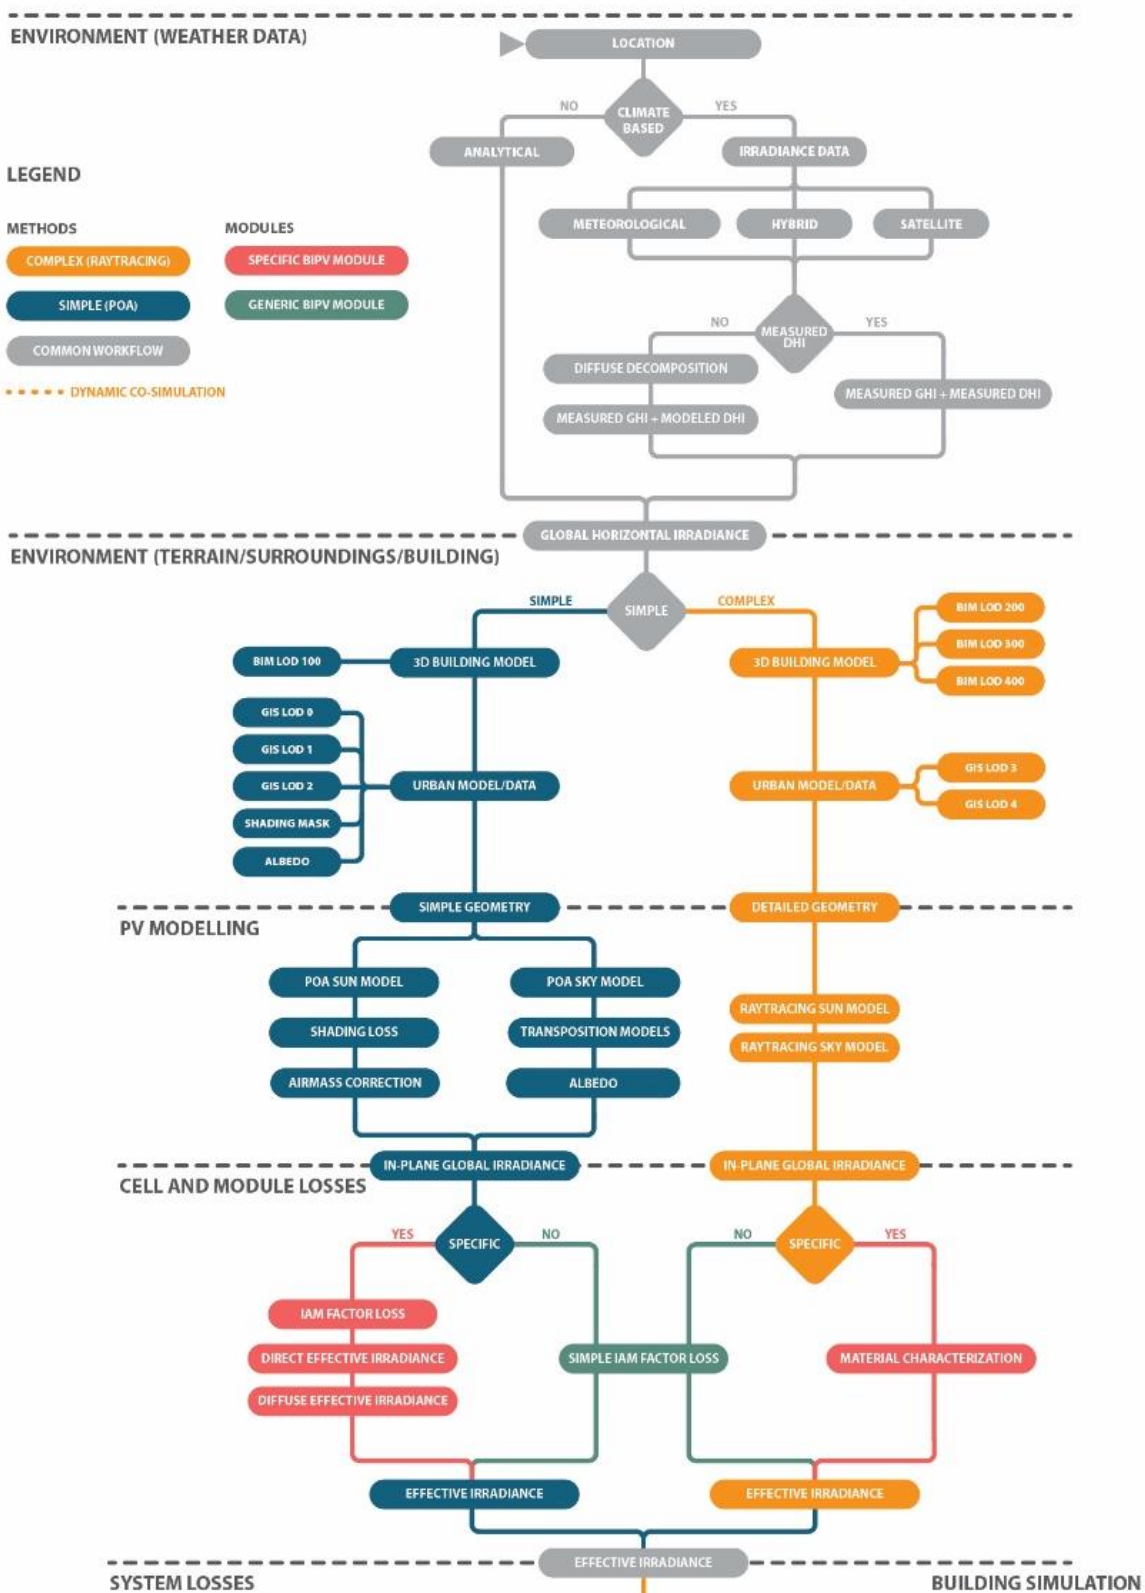 ENVIRONMENT (WEATHER DATA)
LOCATION
NO
CLIMATE
BASED
YES
ANALYTICAL
IRRADIANCE DATA
LEGEND
METHODS
MODULES
METEOROLOGICAL
HYBRID
SATELLITE
COMPLEX (RAYTRACING)
SPECIFIC BIPV MODULE
SIMPLE (POA)
GENERIC BIPV MODULE
NO
MEASURED
DHI
YES
COMMON WORKFLOW
DIFFUSE DECOMPOSITION
DYNAMIC CO-SIMULATION
MEASURED GHI + MEASURED DHI
MEASURED GHI + MODELED DHI
GLOBAL HORIZONTAL IRRADIANCE
ENVIRONMENT (TERRAIN/SURROUNDINGS/BUILDING)
SIMPLE
SIMPLE
COMPLEX
BIM LOD 200
BIM LOD 300
BIM LOD 400
BIM LOD 100
3D BUILDING MODEL
3D BUILDING MODEL
GIS LOD 0
GIS LOD 1
GIS LOD 2
SHADING MASK
ALBEDO
URBAN MODEL/DATA
URBAN MODEL/DATA
GIS LOD 3
GIS LOD 4
SIMPLE GEOMETRY
DETAILED GEOMETRY
PV MODELLING
POA SUN MODEL
POA SKY MODEL
SHADING LOSS
TRANSPOSITION MODELS
AIRMASS CORRECTION
ALBEDO
RAYTRACING SUN MODEL
RAYTRACING SKY MODEL
IN-PLANE GLOBAL IRRADIANCE
IN-PLANE GLOBAL IRRADIANCE
CELL AND MODULE LOSSES
YES
SPECIFIC
NO
NO
SPECIFIC
YES
IAM FACTOR LOSS
DIRECT EFFECTIVE IRRADIANCE
DIFFUSE EFFECTIVE IRRADIANCE
SIMPLE IAM FACTOR LOSS
MATERIAL CHARACTERIZATION
EFFECTIVE IRRADIANCE
EFFECTIVE IRRADIANCE
EFFECTIVE IRRADIANCE
SYSTEM LOSSES
BUILDING SIMULATION